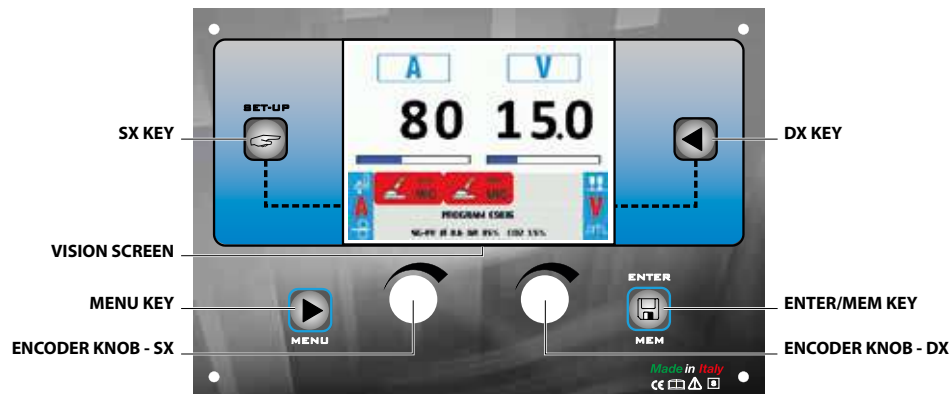 A V
SET-UP
80 15.0
SX KEY
DX KEY
A V
PROGRAM
VISION SCREEN
ENTER
MENU KEY
ENTER/MEM KEY
MENU
MEM
ENCODER KNOB - SX
ENCODER KNOB - DX
Made in Italy
CE